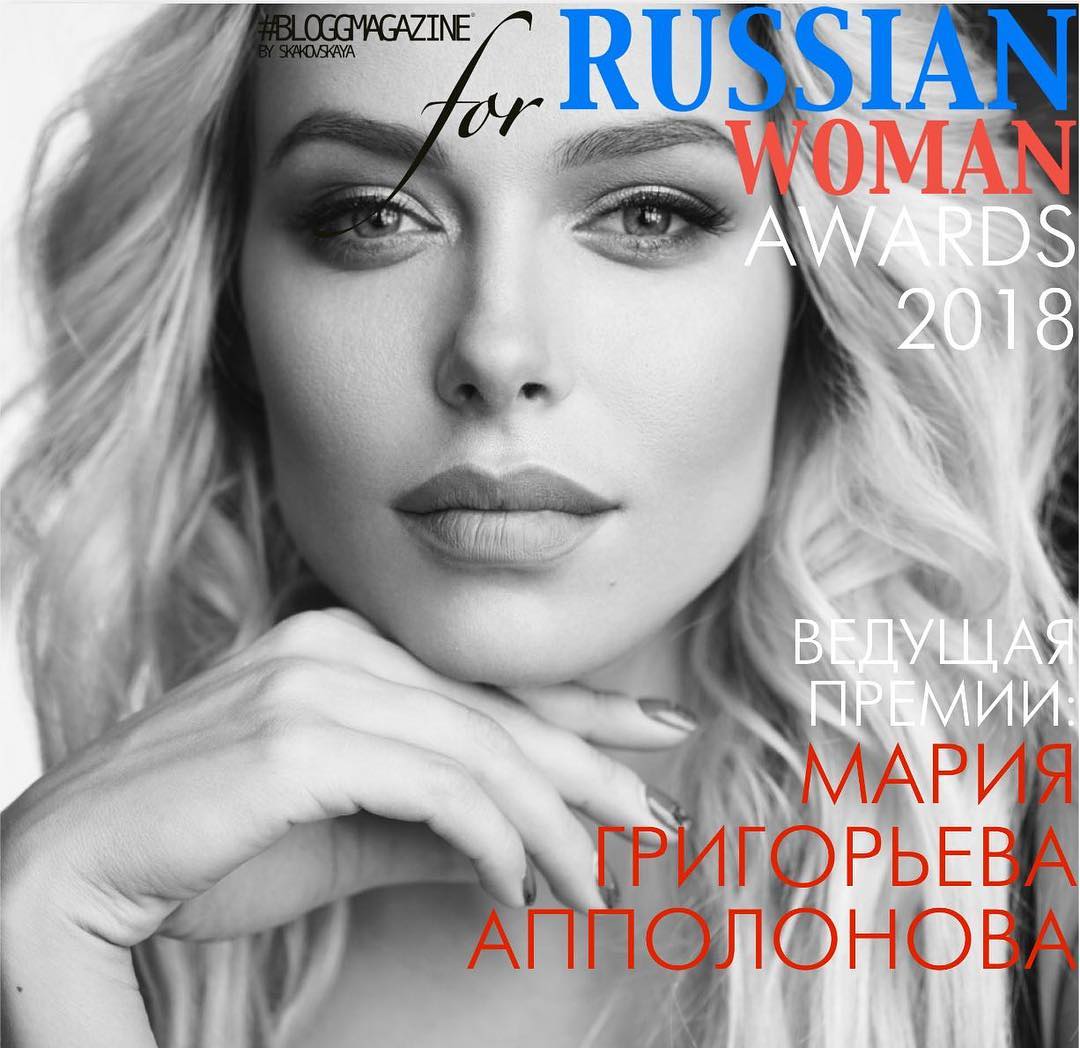 #BLOGGMAGAZINE
BY SKAKOVSKAYA
for RUSSIAN
WOMAN
AWARDS
2018
ВЕДУЩАЯ
ПРЕМИИ:
МАРИЯ
ГРИГОРЬЕВА
АППОЛОНОВА